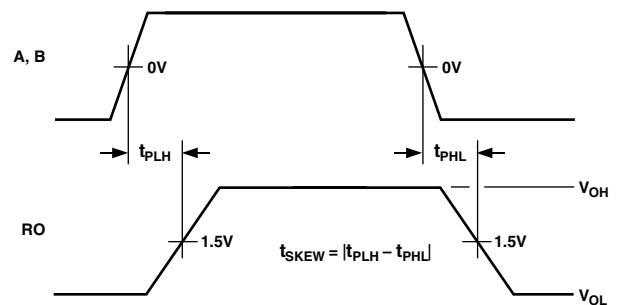 A, B
0V
0V
tPLH
tPHL
VOH
RO
1.5V
tSKEW = |tPLH – tPHL|
1.5V
VOL